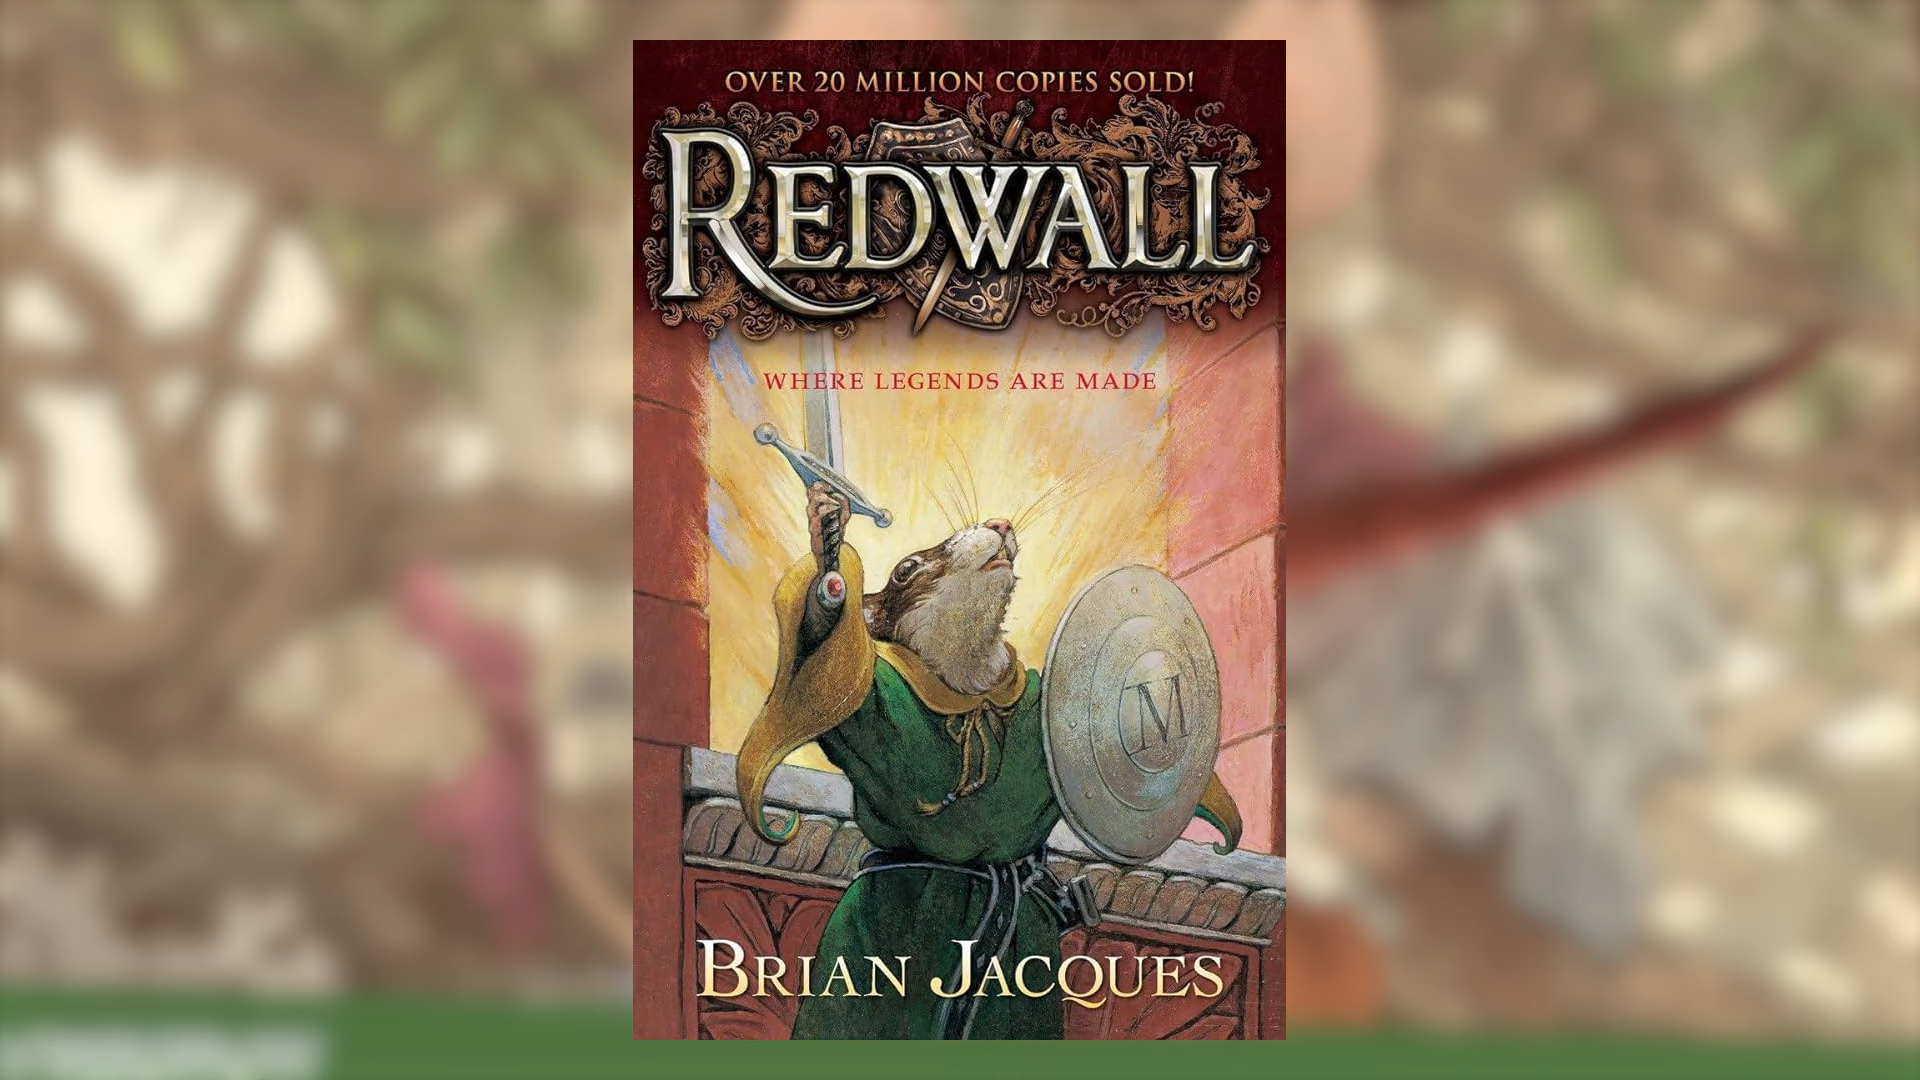 OVER 20 MILLION COPIES SOLD!
REDWALL
WHERE LEGENDS ARE MADE
M
BRIAN JACQUES